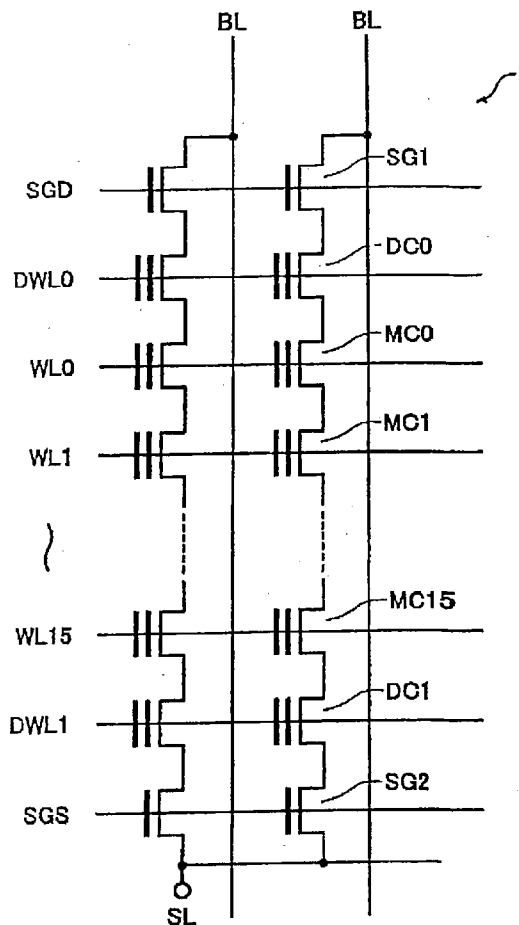 BL BL
SGD SG1
DWL0 DC0
WL0 MC0
WL1 MC1
WL15 MC15
DWL1 DC1
SGS SG2
SL